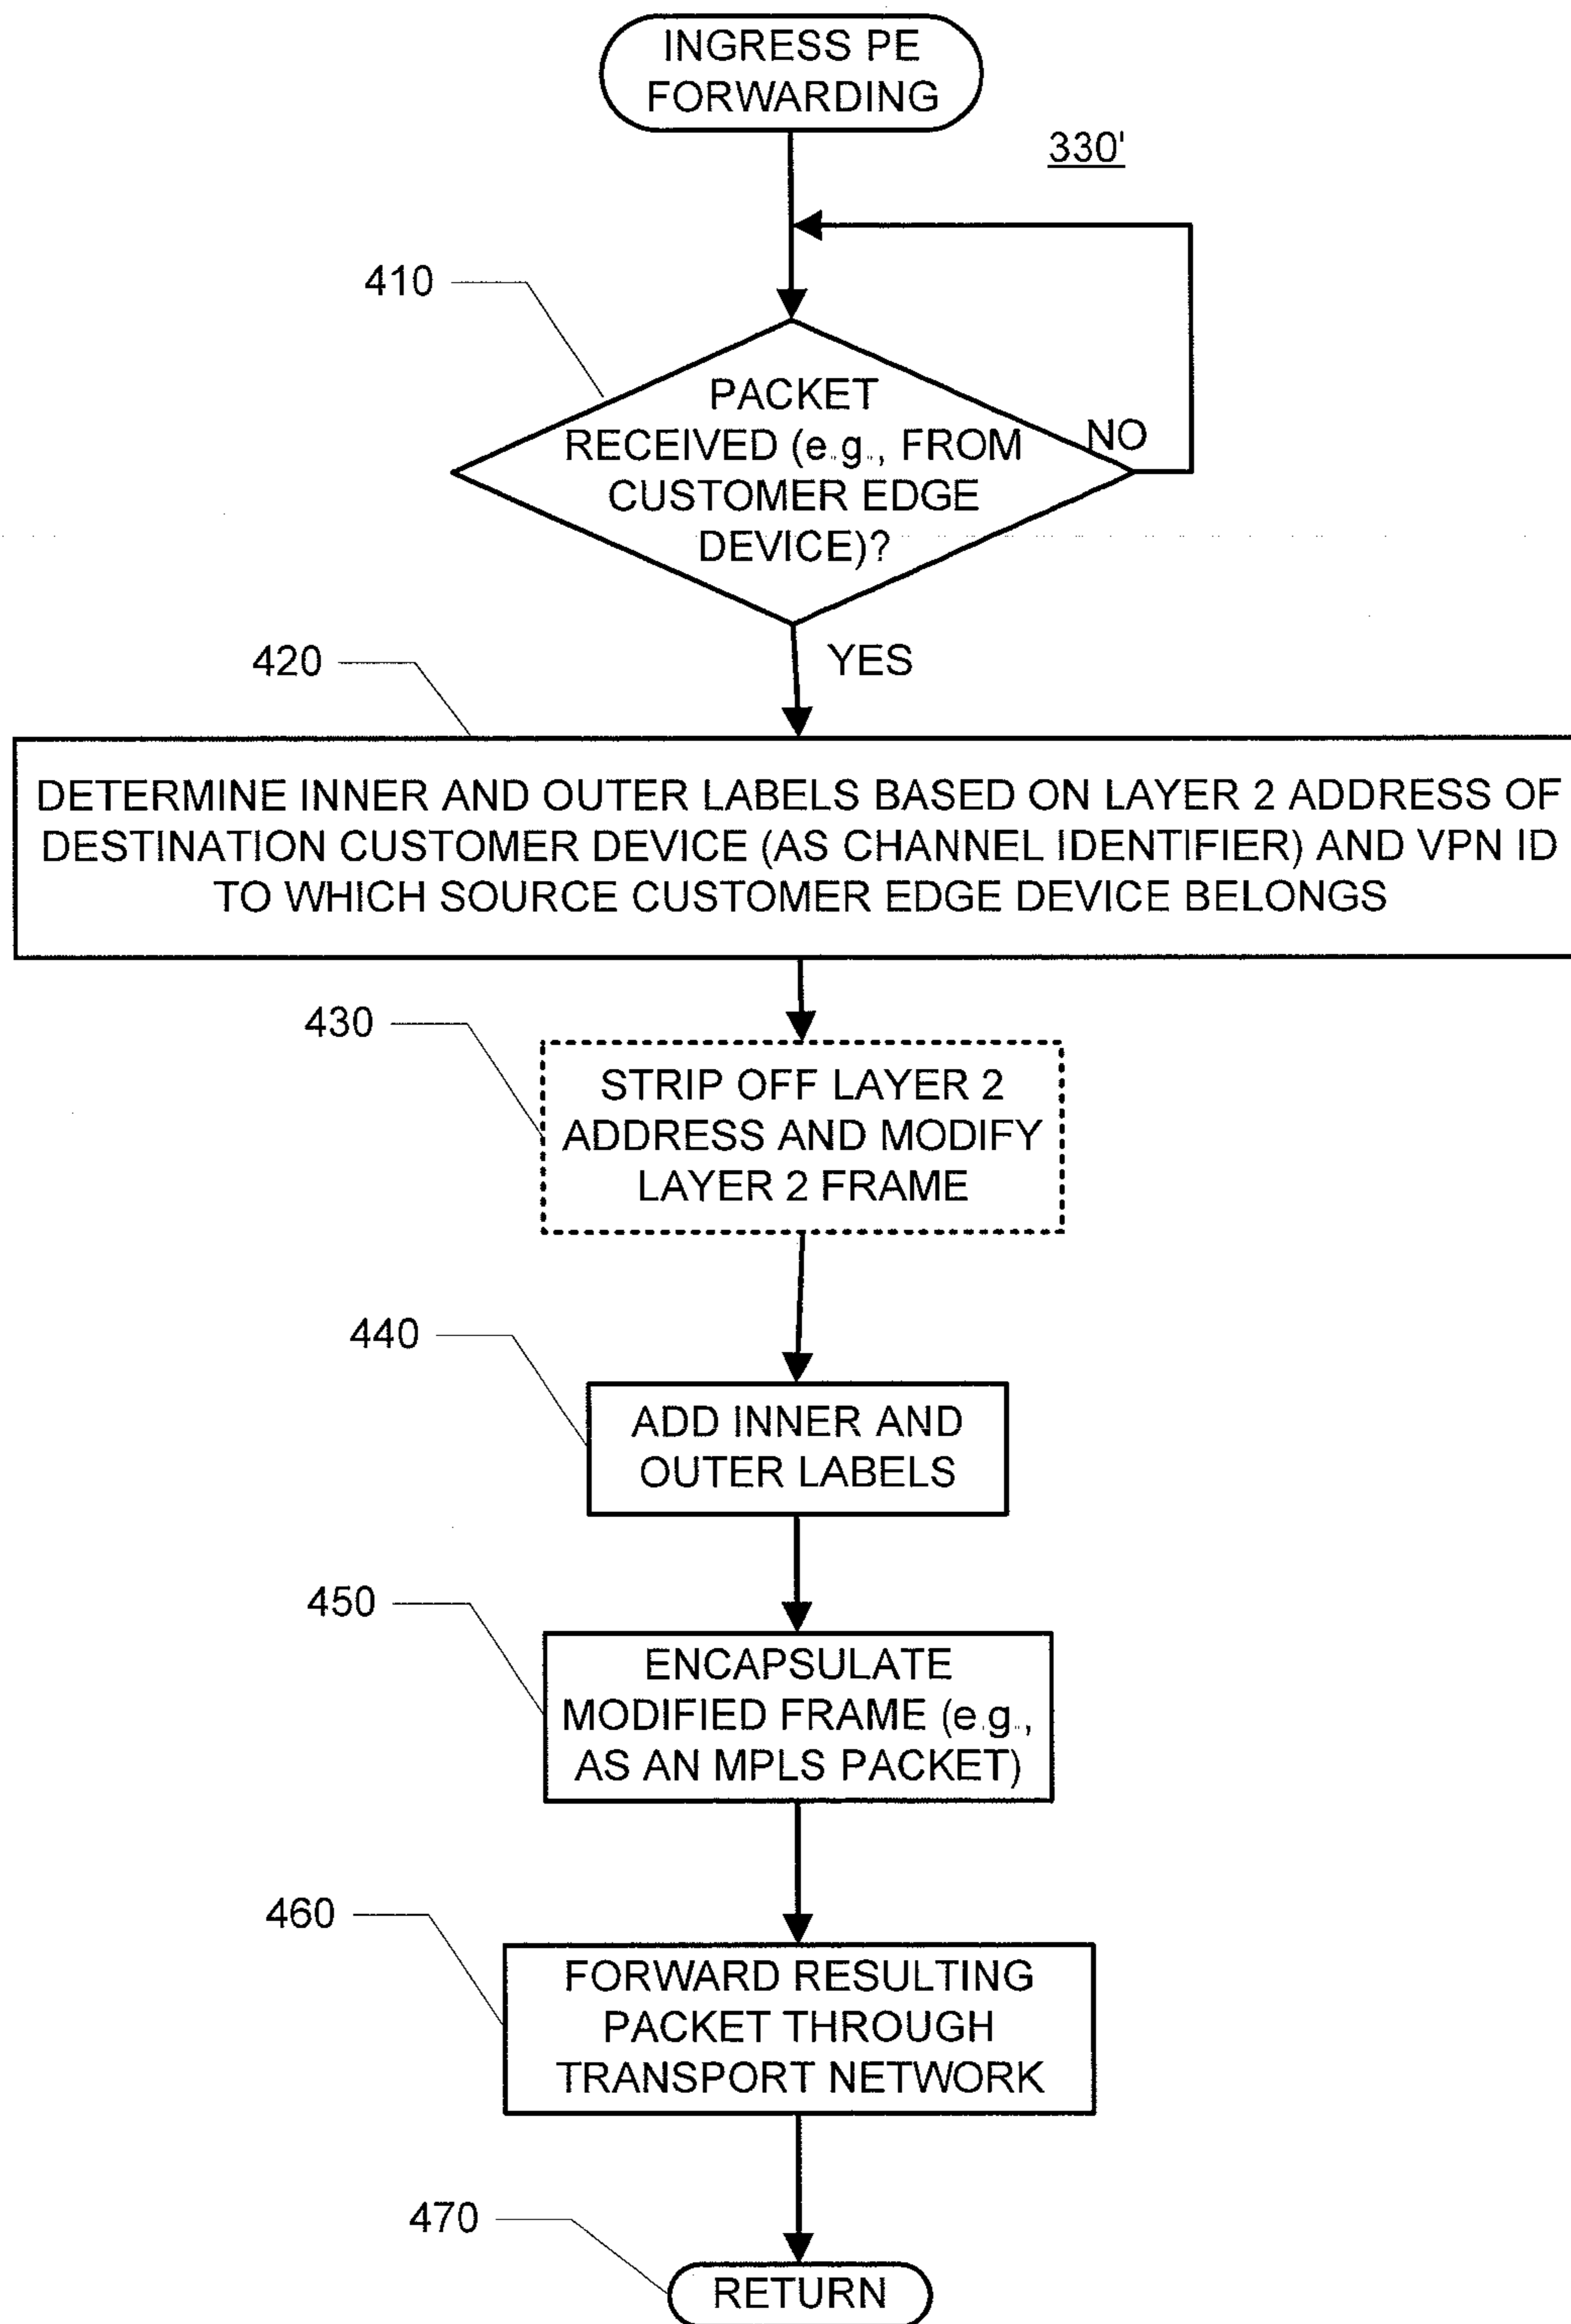 INGRESS PE
FORWARDING
330'
410
PACKET
RECEIVED (e.g., FROM
CUSTOMER EDGE
DEVICE)?
NO
YES
420
DETERMINE INNER AND OUTER LABELS BASED ON LAYER 2 ADDRESS OF
DESTINATION CUSTOMER DEVICE (AS CHANNEL IDENTIFIER) AND VPN ID
TO WHICH SOURCE CUSTOMER EDGE DEVICE BELONGS
430
STRIP OFF LAYER 2
ADDRESS AND MODIFY
LAYER 2 FRAME
440
ADD INNER AND
OUTER LABELS
450
ENCAPSULATE
MODIFIED FRAME (e.g.,
AS AN MPLS PACKET)
460
FORWARD RESULTING
PACKET THROUGH
TRANSPORT NETWORK
470
RETURN